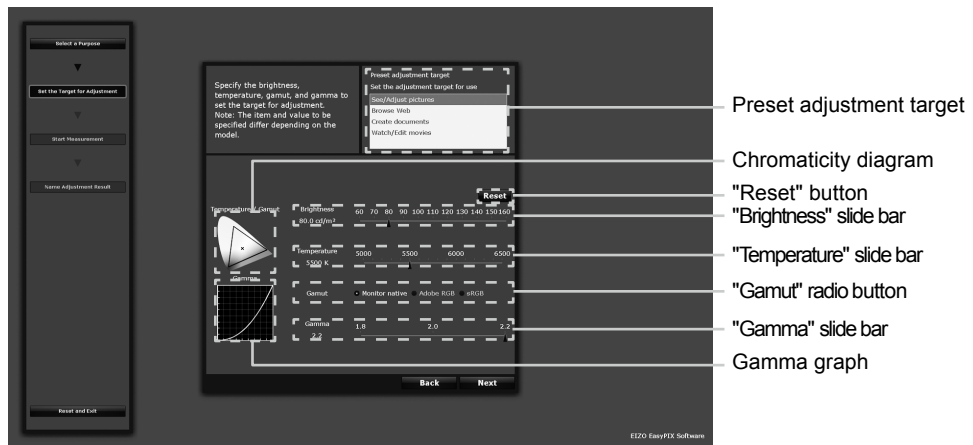 Select a Purpose
Set the Target for Adjustment
Start Measurement
Name Adjustment Result
Reset and Exit
Specify the brightness,
temperature, gamut, and gamma to
set the target for adjustment.
Note: The item and value to be
specified differ depending on the
model.
Preset adjustment target
Set the adjustment target for use
See/Adjust pictures
Browse Web
Create documents
Watch/Edit movies
Reset
Temperature / Gamut
Gamma
Brightness 60 70 80 90 100 110 120 130 140 150 160
80.0 cd/m²
Temperature 5000 5500 6000 6500
5500 K
Gamut Monitor native Adobe RGB sRGB
Gamma 1.8 2.0 2.2
2.2
Back Next
EIZO EasyPIX Software
Preset adjustment target
Chromaticity diagram
"Reset" button
"Brightness" slide bar
"Temperature" slide bar
"Gamut" radio button
"Gamma" slide bar
Gamma graph